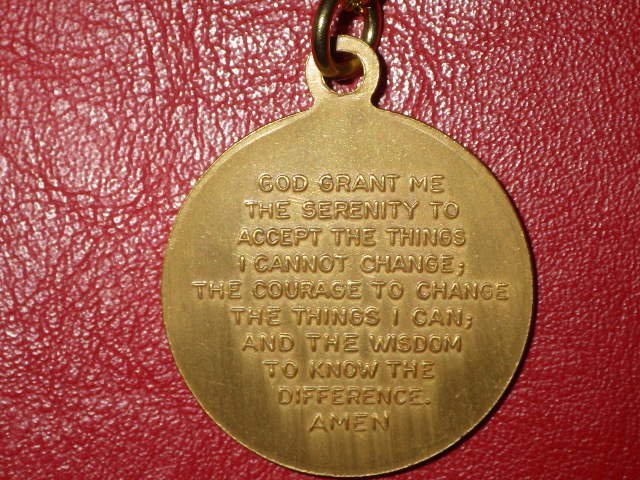 GOD GRANT ME
THE SERENITY TO
ACCEPT THE THINGS
I CANNOT CHANGE;
THE COURAGE TO CHANGE
THE THINGS I CAN;
AND THE WISDOM
TO KNOW THE
DIFFERENCE.
AMEN